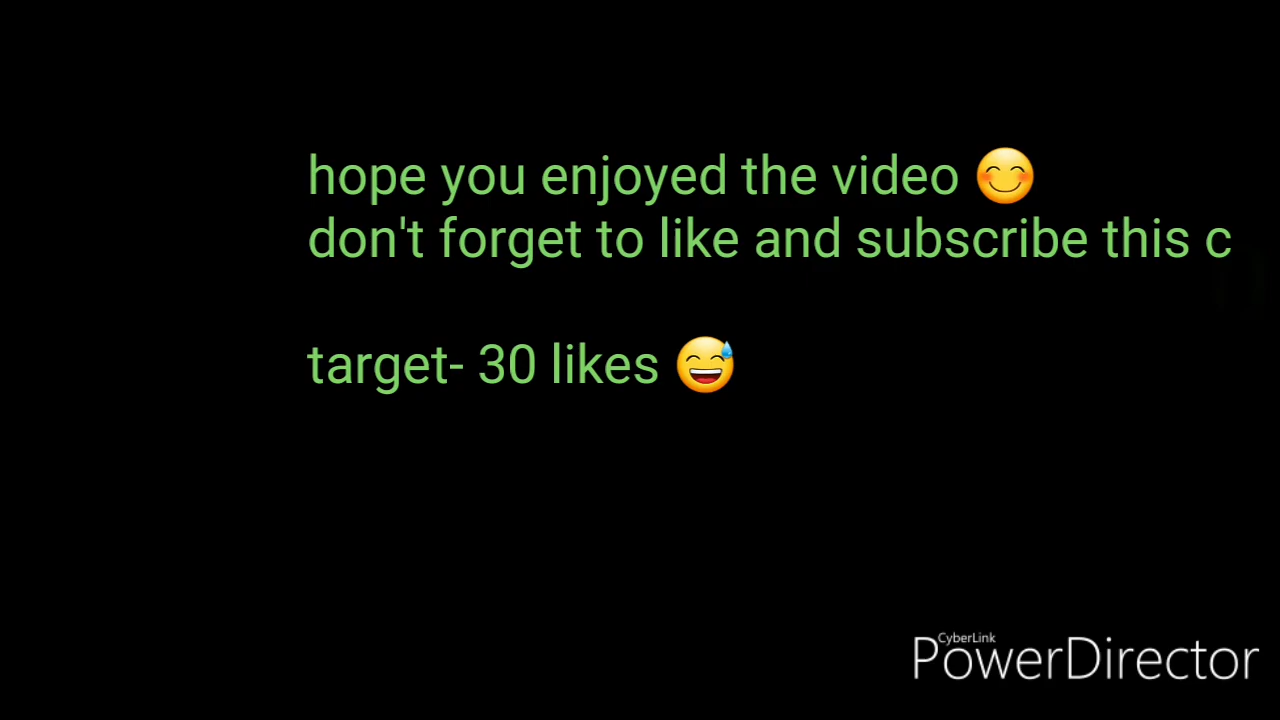 hope you enjoyed the video 😊
don't forget to like and subscribe this c
target- 30 likes 😅
CyberLink
PowerDirector